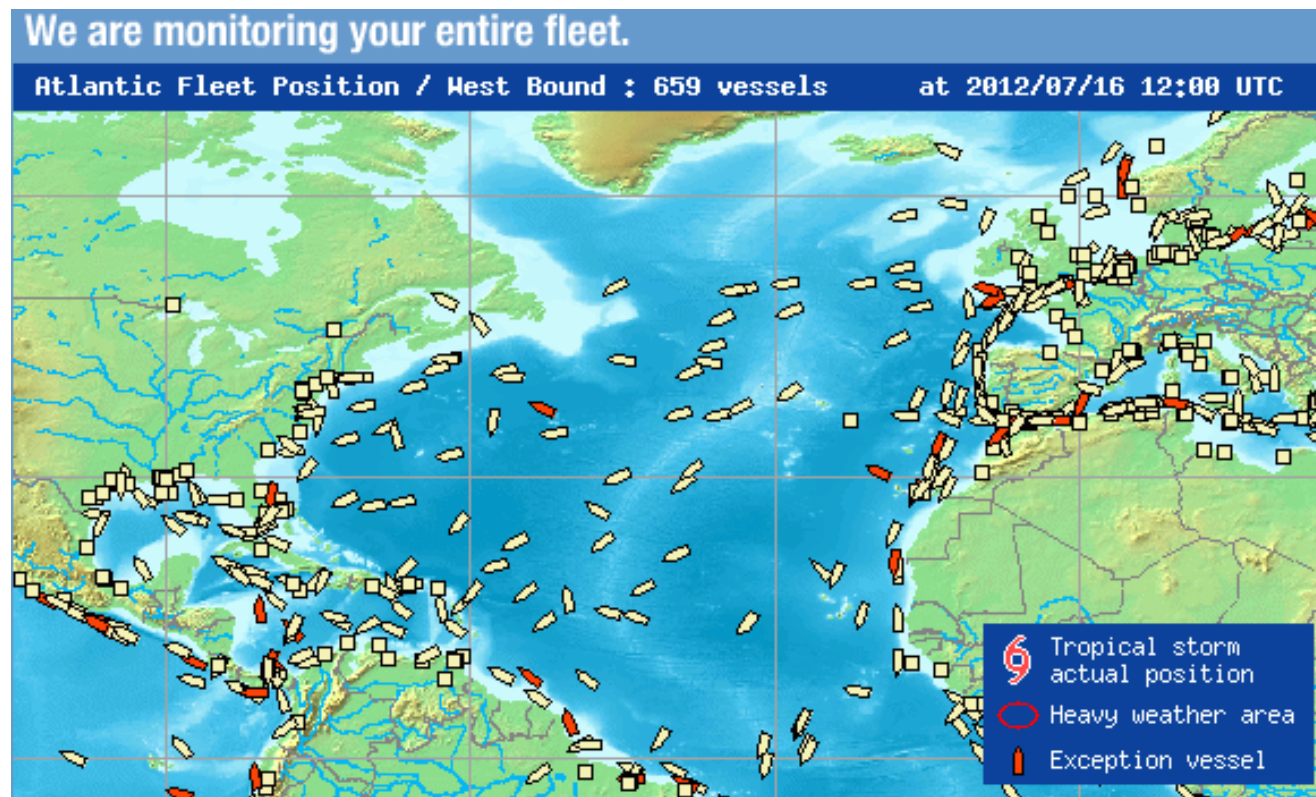 We are monitoring your entire fleet.
Atlantic Fleet Position / West Bound : 659 vessels at 2012/07/16 12:00 UTC
Tropical storm
actual position
Heavy weather area
Exception vessel